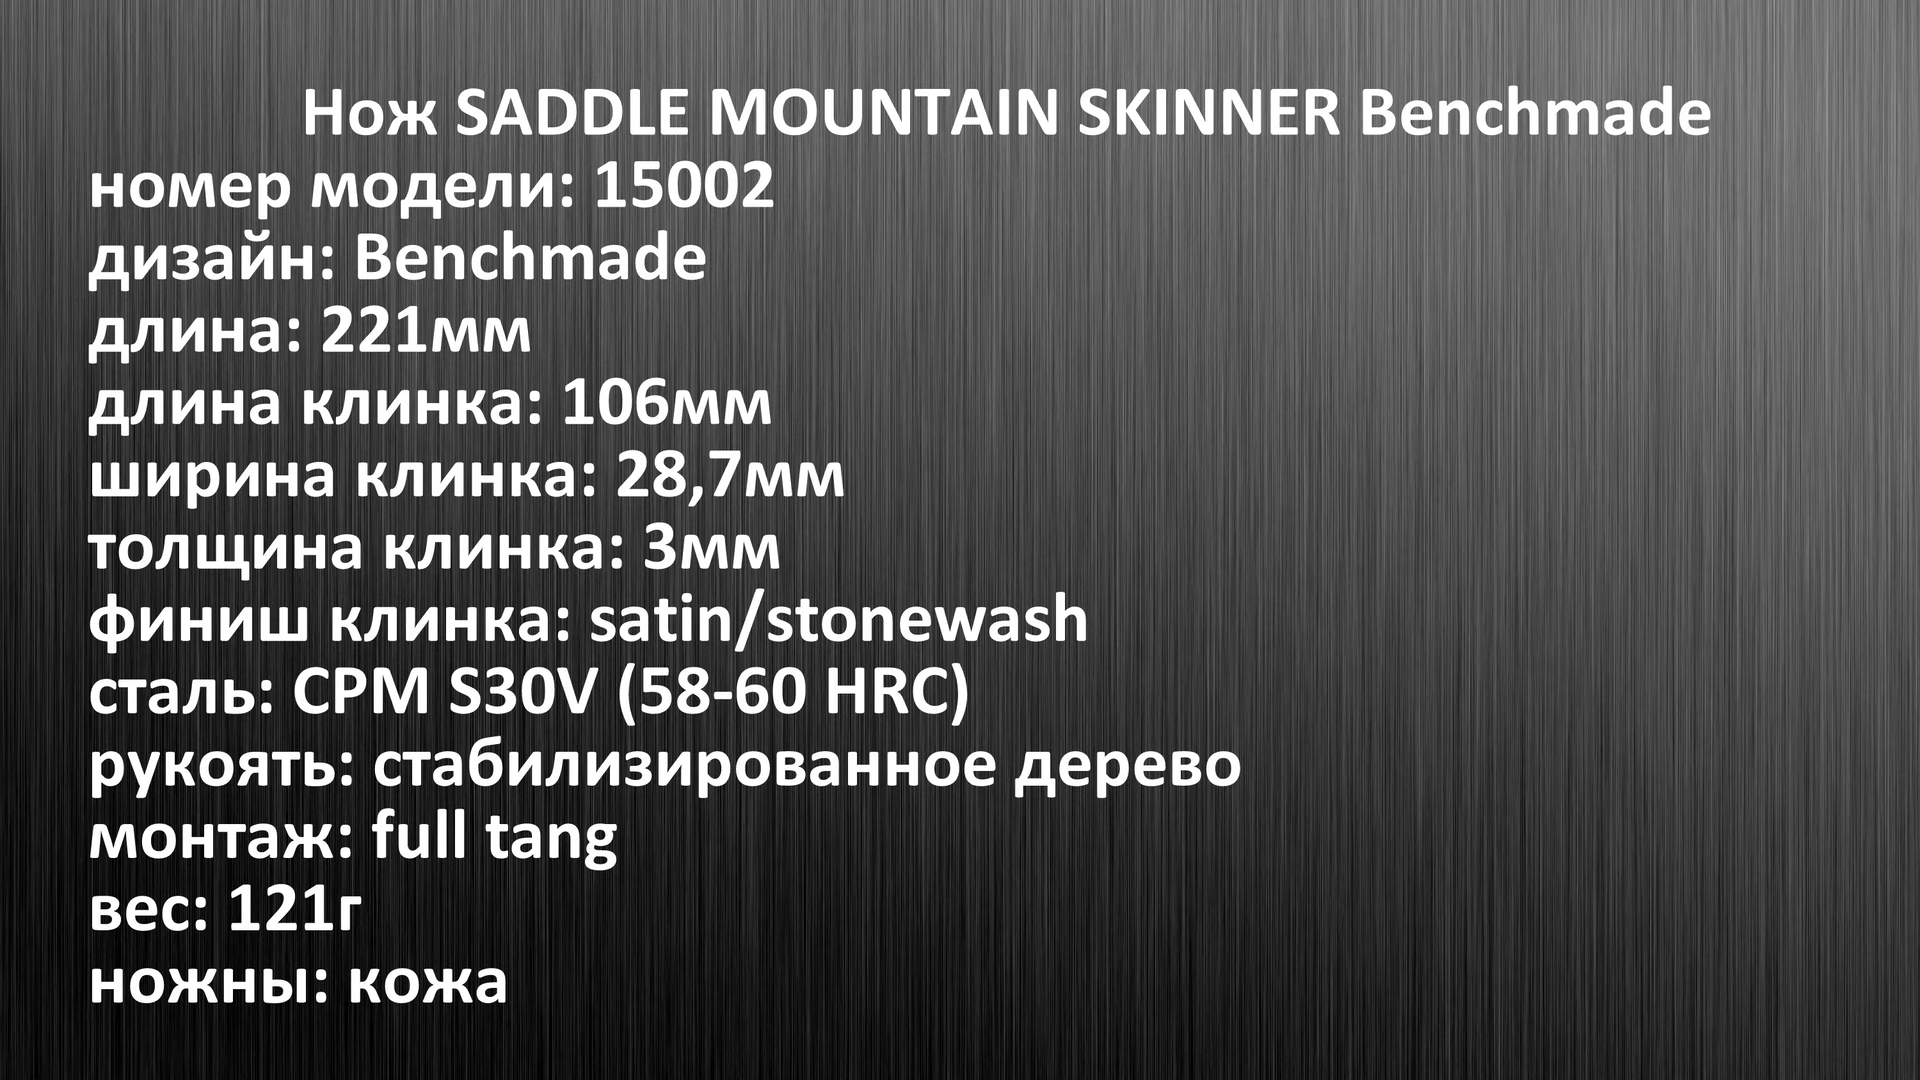 Нож SADDLE MOUNTAIN SKINNER Benchmade
номер модели: 15002
дизайн: Benchmade
длина: 221мм
длина клинка: 106мм
ширина клинка: 28,7мм
толщина клинка: 3мм
финиш клинка: satin/stonewash
сталь: CPM S30V (58-60 HRC)
рукоять: стабилизированное дерево
монтаж: full tang
вес: 121г
ножны: кожа